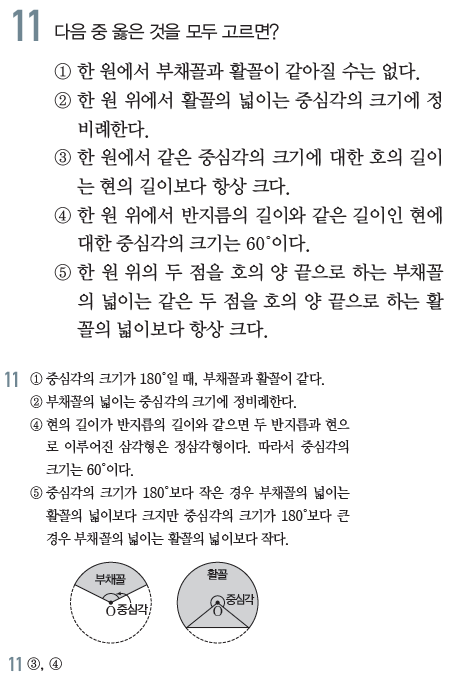 11 다음 중 옳은 것을 모두 고르면?
① 한 원에서 부채꼴과 활꼴이 같아질 수는 없다.
② 한 원 위에서 활꼴의 넓이는 중심각의 크기에 정
비례한다.
③ 한 원에서 같은 중심각의 크기에 대한 호의 길이
는 현의 길이보다 항상 크다.
④ 한 원 위에서 반지름의 길이와 같은 길이인 현에
대한 중심각의 크기는 60°이다.
⑤ 한 원 위의 두 점을 호의 양 끝으로 하는 부채꼴
의 넓이는 같은 두 점을 호의 양 끝으로 하는 활
꼴의 넓이보다 항상 크다.
11 ① 중심각의 크기가 180°일 때, 부채꼴과 활꼴이 같다.
② 부채꼴의 넓이는 중심각의 크기에 정비례한다.
④ 현의 길이가 반지름의 길이와 같으면 두 반지름과 현으
로 이루어진 삼각형은 정삼각형이다. 따라서 중심각의
크기는 60°이다.
⑤ 중심각의 크기가 180°보다 작은 경우 부채꼴의 넓이는
활꼴의 넓이보다 크지만 중심각의 크기가 180°보다 큰
경우 부채꼴의 넓이는 활꼴의 넓이보다 작다.
부채꼴
O 중심각
활꼴
중심각
O
11 ③, ④